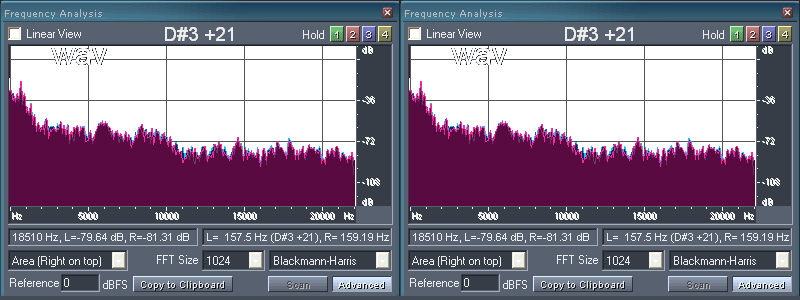 Frequency Analysis
Linear View D#3 +21 Hold 1 2 3 4
wav
dB
-36
-72
-108
dB
Hz 5000 10000 15000 20000 Hz
18510 Hz, L=-79.64 dB, R=-81.31 dB L= 157.5 Hz (D#3 +21), R= 159.19 Hz
Area (Right on top) FFT Size 1024 Blackmann-Harris
Reference 0 dBFS Copy to Clipboard Scan Advanced
Frequency Analysis
Linear View D#3 +21 Hold 1 2 3 4
wav
dB
-36
-72
-108
dB
Hz 5000 10000 15000 20000 Hz
18510 Hz, L=-79.64 dB, R=-81.31 dB L= 157.5 Hz (D#3 +21), R= 159.19 Hz
Area (Right on top) FFT Size 1024 Blackmann-Harris
Reference 0 dBFS Copy to Clipboard Scan Advanced